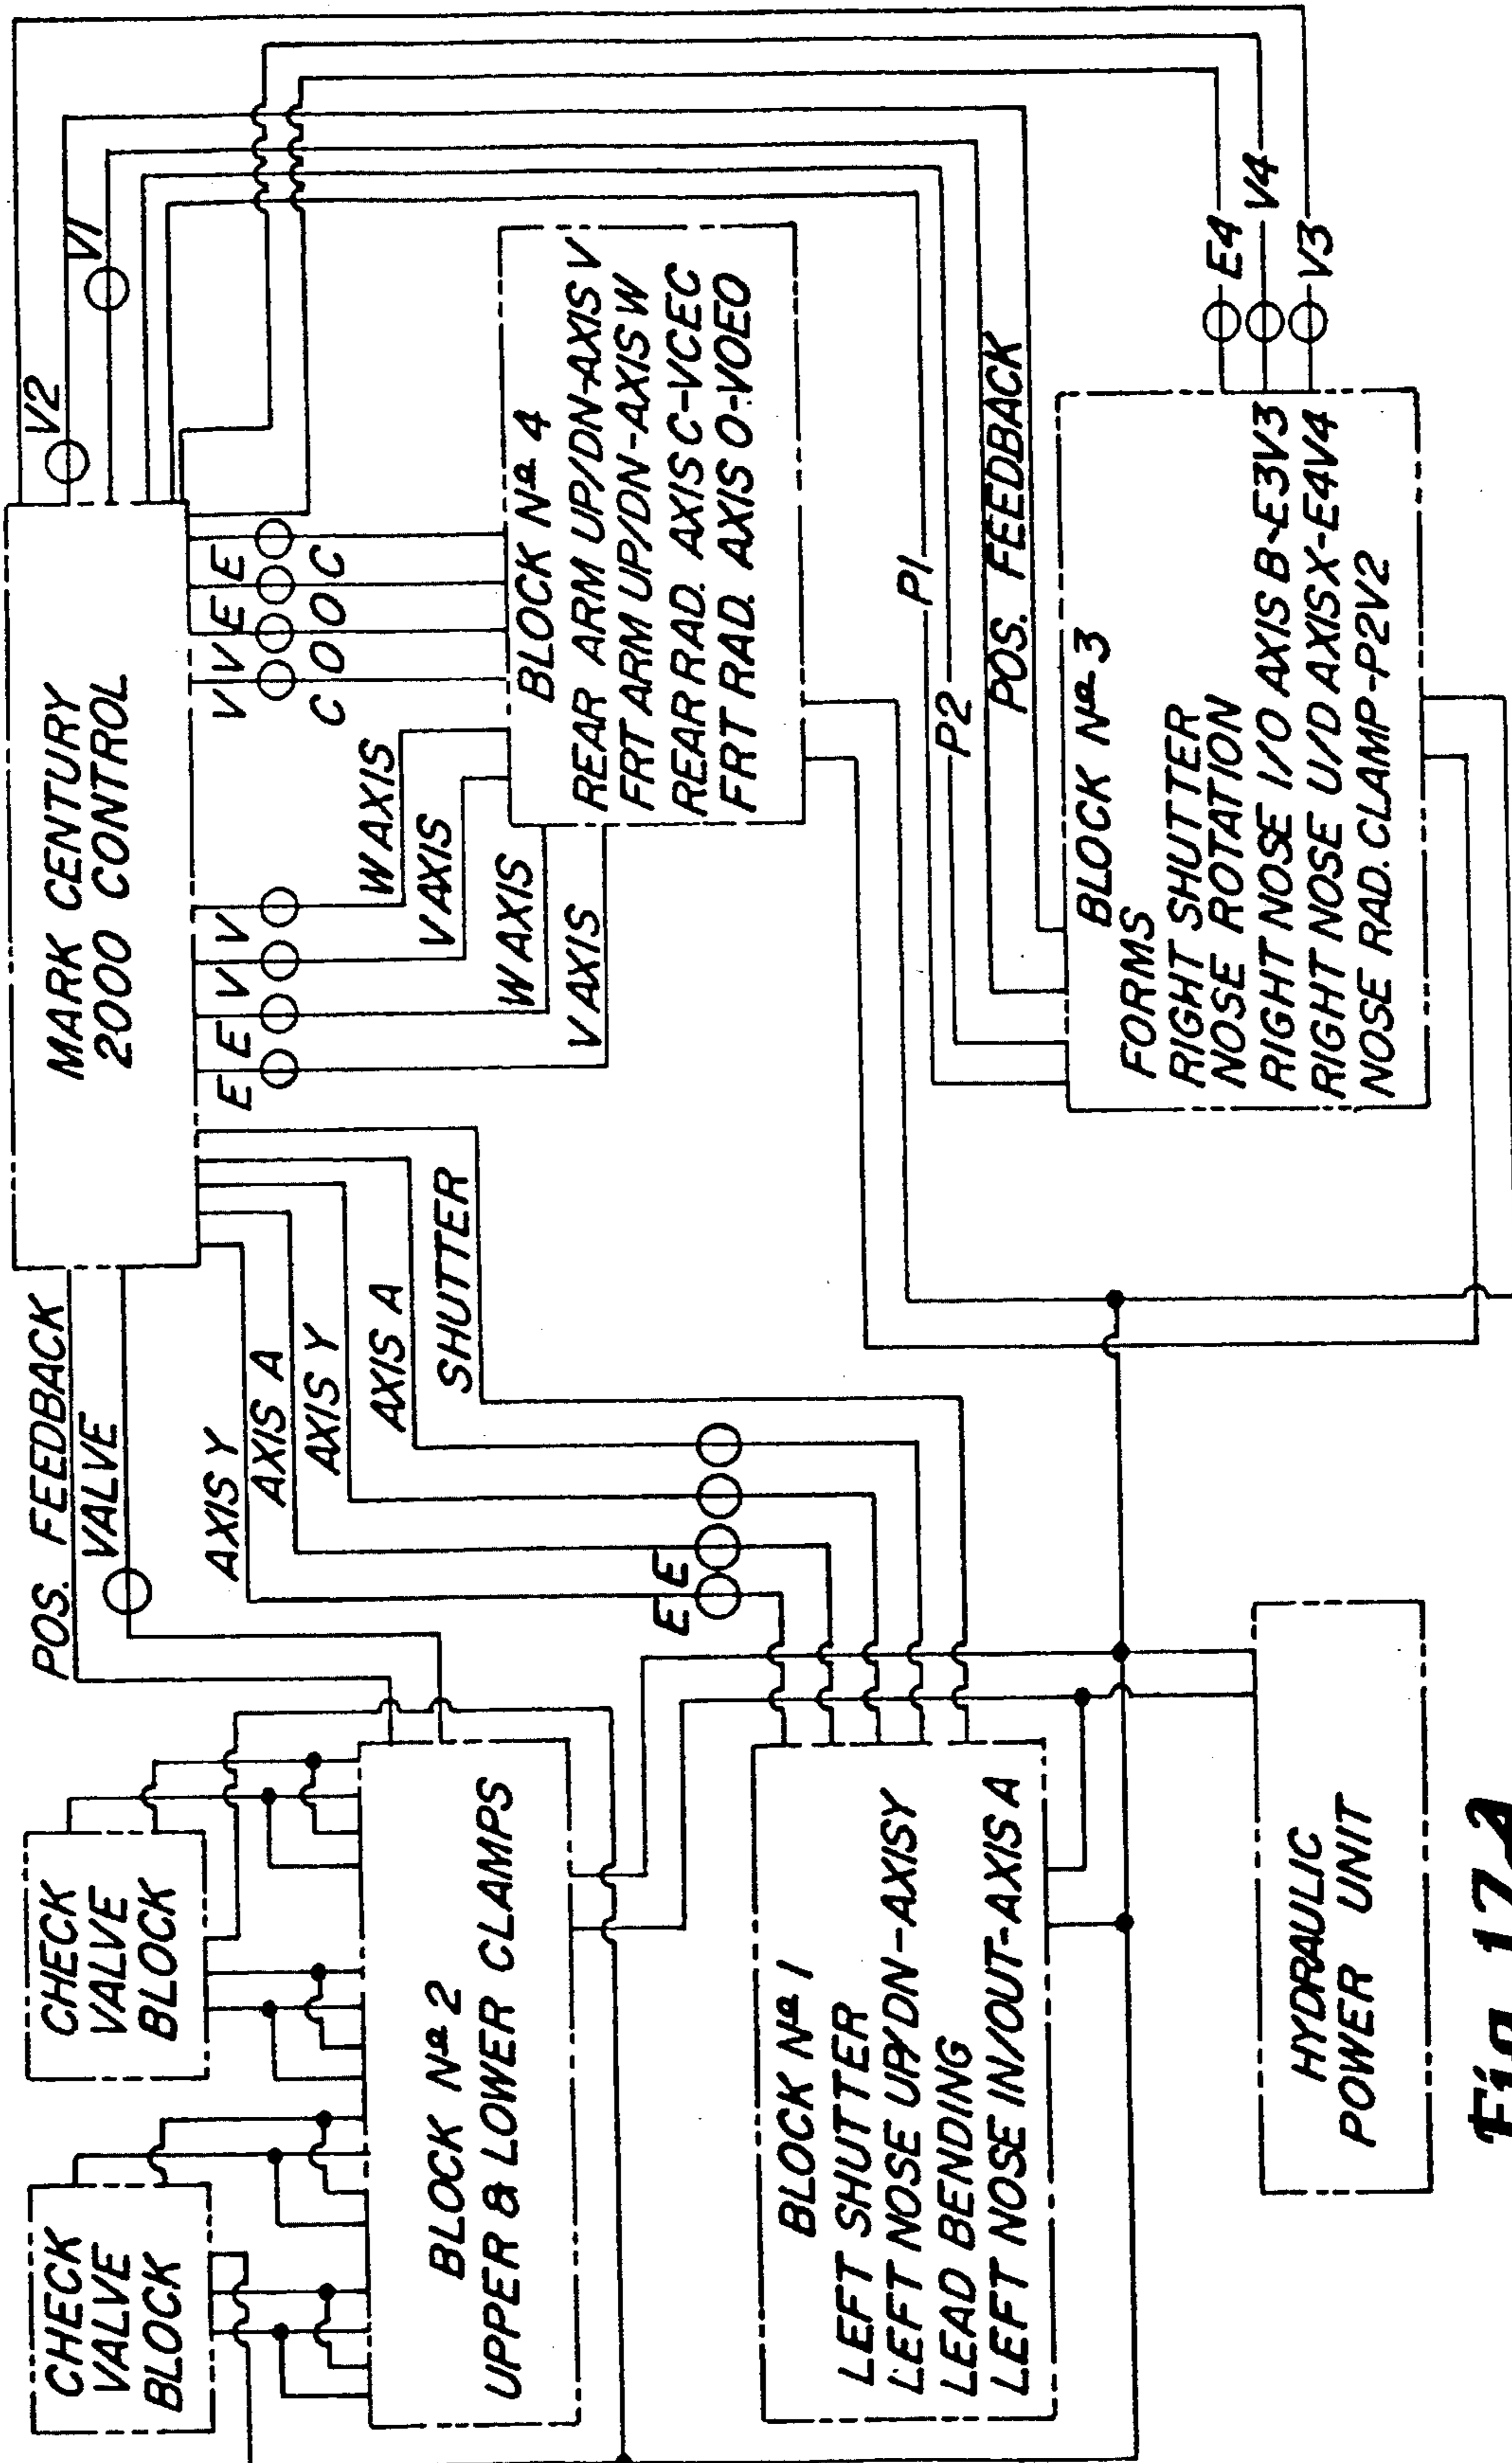 CHECK
VALVE
BLOCK
CHECK
VALVE
BLOCK
POS. FEEDBACK
VALVE
MARK CENTURY
2000 CONTROL
V2
V1
AXIS Y
AXIS A
AXIS Y
AXIS A
SHUTTER
E E V V
W AXIS
V AXIS
W AXIS
V AXIS
V V E E
C O O C
BLOCK Nº 2
UPPER & LOWER CLAMPS
E E
BLOCK Nº 4
REAR ARM UP/DN-AXIS V
FRT ARM UP/DN-AXIS W
REAR RAD. AXIS C-VCEC
FRT RAD. AXIS O-VOEO
BLOCK Nº 1
LEFT SHUTTER
LEFT NOSE UP/DN-AXISY
LEAD BENDING
LEFT NOSE IN/OUT-AXIS A
P1
P2
POS. FEEDBACK
BLOCK Nº 3
FORMS
RIGHT SHUTTER
NOSE ROTATION
RIGHT NOSE I/O AXIS B-E3V3
RIGHT NOSE U/D AXISX-E4V4
NOSE RAD. CLAMP-P2V2
E4
V4
V3
HYDRAULIC
POWER UNIT